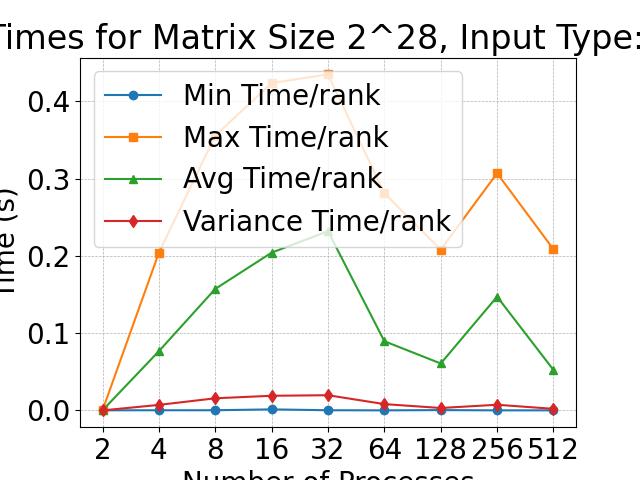 Times for Matrix Size 2^28, Input Type:
Min Time/rank
Max Time/rank
Avg Time/rank
Variance Time/rank
Time (s)
0.4
0.3
0.2
0.1
0.0
2 4 8 16 32 64 128 256 512
Number of Processes